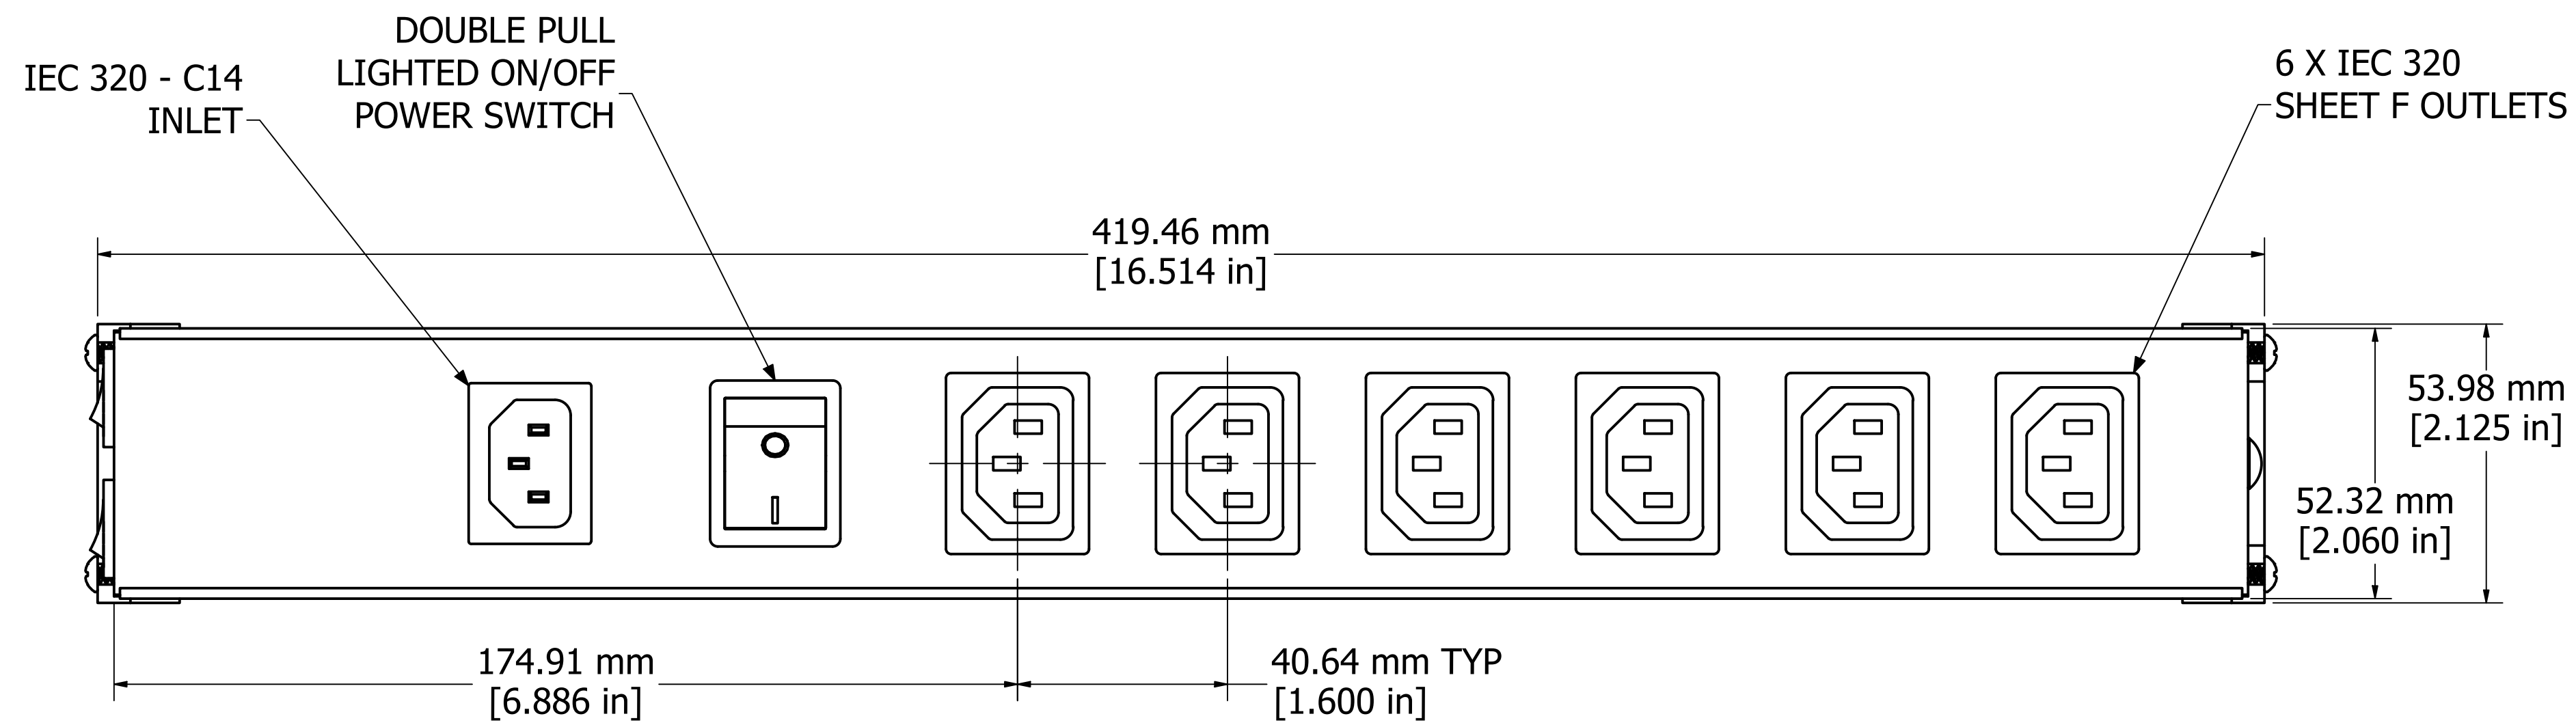 DOUBLE PULL
LIGHTED ON/OFF
POWER SWITCH
IEC 320 - C14
INLET
6 X IEC 320
SHEET F OUTLETS
419.46 mm
[16.514 in]
53.98 mm
[2.125 in]
52.32 mm
[2.060 in]
174.91 mm
[6.886 in]
40.64 mm TYP
[1.600 in]